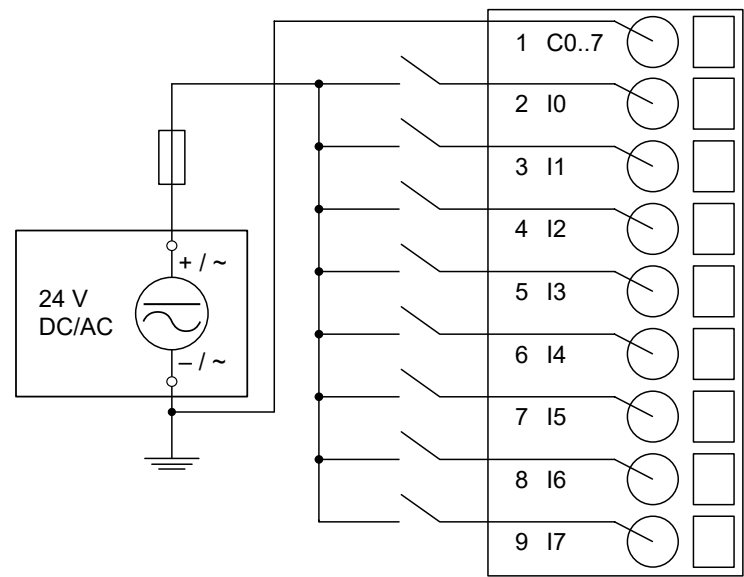 1 C0..7
2 I0
3 I1
4 I2
5 I3
6 I4
7 I5
8 I6
9 I7
+ / ~
24 V
DC/AC
– / ~